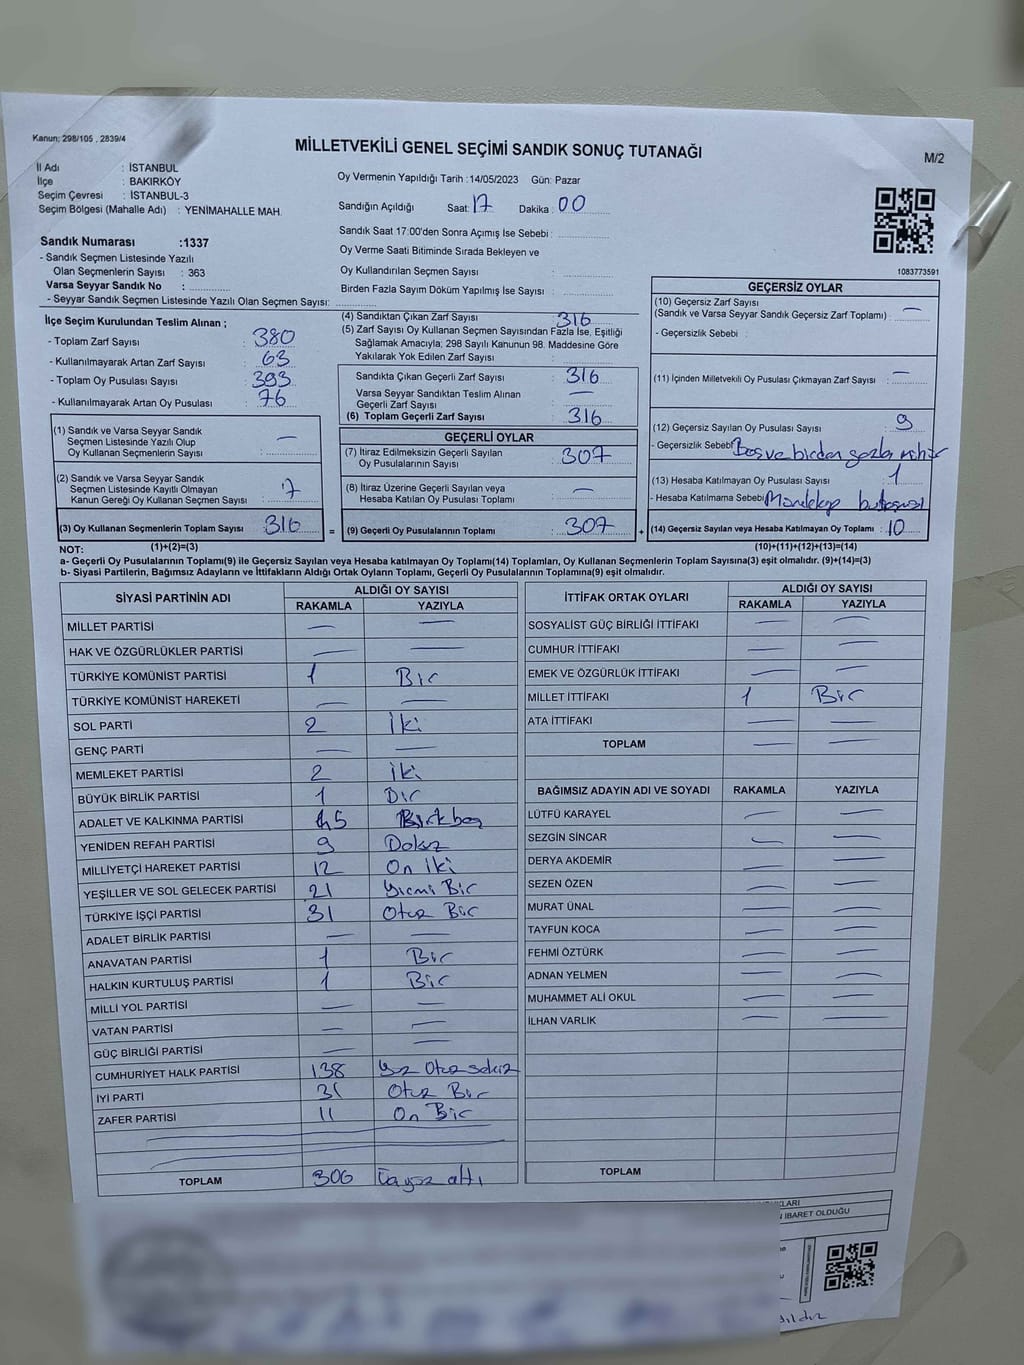 Kanun; 298/105 , 2839/4
MİLLETVEKİLİ GENEL SEÇİMİ SANDIK SONUÇ TUTANAĞI
M/2
İl Adı : İSTANBUL
İlçe : BAKIRKÖY
Seçim Çevresi : İSTANBUL-3
Seçim Bölgesi (Mahalle Adı) : YENİMAHALLE MAH.
Oy Vermenin Yapıldığı Tarih :14/05/2023 Gün: Pazar
Sandığın Açıldığı Saat: 17 Dakika : 00
Sandık Saat 17:00'den Sonra Açımış İse Sebebi :
Oy Verme Saati Bitiminde Sırada Bekleyen ve
Oy Kullandırılan Seçmen Sayısı :
Birden Fazla Sayım Döküm Yapılmış İse Sayısı :
1083773591
Sandık Numarası :1337
- Sandık Seçmen Listesinde Yazılı
Olan Seçmenlerin Sayısı : 363
Varsa Seyyar Sandık No :
- Seyyar Sandık Seçmen Listesinde Yazılı Olan Seçmen Sayısı:
İlçe Seçim Kurulundan Teslim Alınan ;
- Toplam Zarf Sayısı : 380
- Kullanılmayarak Artan Zarf Sayısı : 63
- Toplam Oy Pusulası Sayısı : 393
- Kullanılmayarak Artan Oy Pusulası : 76
(1) Sandık ve Varsa Seyyar Sandık
Seçmen Listesinde Yazılı Olup
Oy Kullanan Seçmenlerin Sayısı : —
(2) Sandık ve Varsa Seyyar Sandık
Seçmen Listesinde Kayıtlı Olmayan
Kanun Gereği Oy Kullanan Seçmen Sayısı : 7
(3) Oy Kullanan Seçmenlerin Toplam Sayısı : 316
(4) Sandıktan Çıkan Zarf Sayısı : 316
(5) Zarf Sayısı Oy Kullanan Seçmen Sayısından Fazla İse, Eşitliği
Sağlamak Amacıyla; 298 Sayılı Kanunun 98. Maddesine Göre
Yakılarak Yok Edilen Zarf Sayısı :
Sandıkta Çıkan Geçerli Zarf Sayısı : 316
Varsa Seyyar Sandıktan Teslim Alınan
Geçerli Zarf Sayısı : —
(6) Toplam Geçerli Zarf Sayısı : 316
GEÇERLİ OYLAR
(7) İtiraz Edilmeksizin Geçerli Sayılan
Oy Pusulalarının Sayısı : 307
(8) İtiraz Üzerine Geçerli Sayılan veya
Hesaba Katılan Oy Pusulası Toplamı : —
= (9) Geçerli Oy Pusulalarının Toplamı : 307 +
GEÇERSİZ OYLAR
(10) Geçersiz Zarf Sayısı
(Sandık ve Varsa Seyyar Sandık Geçersiz Zarf Toplamı) : —
- Geçersizlik Sebebi :
(11) İçinden Milletvekili Oy Pusulası Çıkmayan Zarf Sayısı : —
(12) Geçersiz Sayılan Oy Pusulası Sayısı : 9
- Geçersizlik Sebebi: Boş ve birden fazla mühür
(13) Hesaba Katılmayan Oy Pusulası Sayısı : 1
- Hesaba Katılmama Sebebi:
(14) Geçersiz Sayılan veya Hesaba Katılmayan Oy Toplamı : 10
NOT: (1)+(2)=(3)
(10)+(11)+(12)+(13)=(14)
a- Geçerli Oy Pusulalarının Toplamı(9) ile Geçersiz Sayılan veya Hesaba katılmayan Oy Toplamı(14) Toplamları, Oy Kullanan Seçmenlerin Toplam Sayısına(3) eşit olmalıdır. (9)+(14)=(3)
b- Siyasi Partilerin, Bağımsız Adayların ve İttifakların Aldığı Ortak Oyların Toplamı, Geçerli Oy Pusulalarının Toplamına(9) eşit olmalıdır.
SİYASİ PARTİNİN ADI ALDIĞI OY SAYISI
RAKAMLA YAZIYLA
MİLLET PARTİSİ — —
HAK VE ÖZGÜRLÜKLER PARTİSİ — —
TÜRKİYE KOMÜNİST PARTİSİ 1 Bir
TÜRKİYE KOMÜNİST HAREKETİ — —
SOL PARTİ 2 İki
GENÇ PARTİ — —
MEMLEKET PARTİSİ 2 İki
BÜYÜK BİRLİK PARTİSİ 1 Bir
ADALET VE KALKINMA PARTİSİ 45
YENİDEN REFAH PARTİSİ 9 Dokuz
MİLLİYETÇİ HAREKET PARTİSİ 12 On İki
YEŞİLLER VE SOL GELECEK PARTİSİ 21 Yirmi Bir
TÜRKİYE İŞÇİ PARTİSİ 31 Otuz Bir
ADALET BİRLİK PARTİSİ — —
ANAVATAN PARTİSİ 1 Bir
HALKIN KURTULUŞ PARTİSİ 1 Bir
MİLLİ YOL PARTİSİ — —
VATAN PARTİSİ — —
GÜÇ BİRLİĞİ PARTİSİ — —
CUMHURİYET HALK PARTİSİ 138 Yüz Otuz sekiz
İYİ PARTİ 31 Otuz Bir
ZAFER PARTİSİ 11 On Bir
TOPLAM 306 Üçyüz altı
İTTİFAK ORTAK OYLARI ALDIĞI OY SAYISI
RAKAMLA YAZIYLA
SOSYALİST GÜÇ BİRLİĞİ İTTİFAKI — —
CUMHUR İTTİFAKI — —
EMEK VE ÖZGÜRLÜK İTTİFAKI — —
MİLLET İTTİFAKI 1 Bir
ATA İTTİFAKI — —
TOPLAM — —
BAĞIMSIZ ADAYIN ADI VE SOYADI RAKAMLA YAZIYLA
LÜTFÜ KARAYEL — —
SEZGİN SİNCAR — —
DERYA AKDEMİR — —
SEZEN ÖZEN — —
MURAT ÜNAL — —
TAYFUN KOCA — —
FEHMİ ÖZTÜRK — —
ADNAN YELMEN — —
MUHAMMET ALİ OKUL — —
İLHAN VARLIK — —
TOPLAM
İBARET OLDUĞU